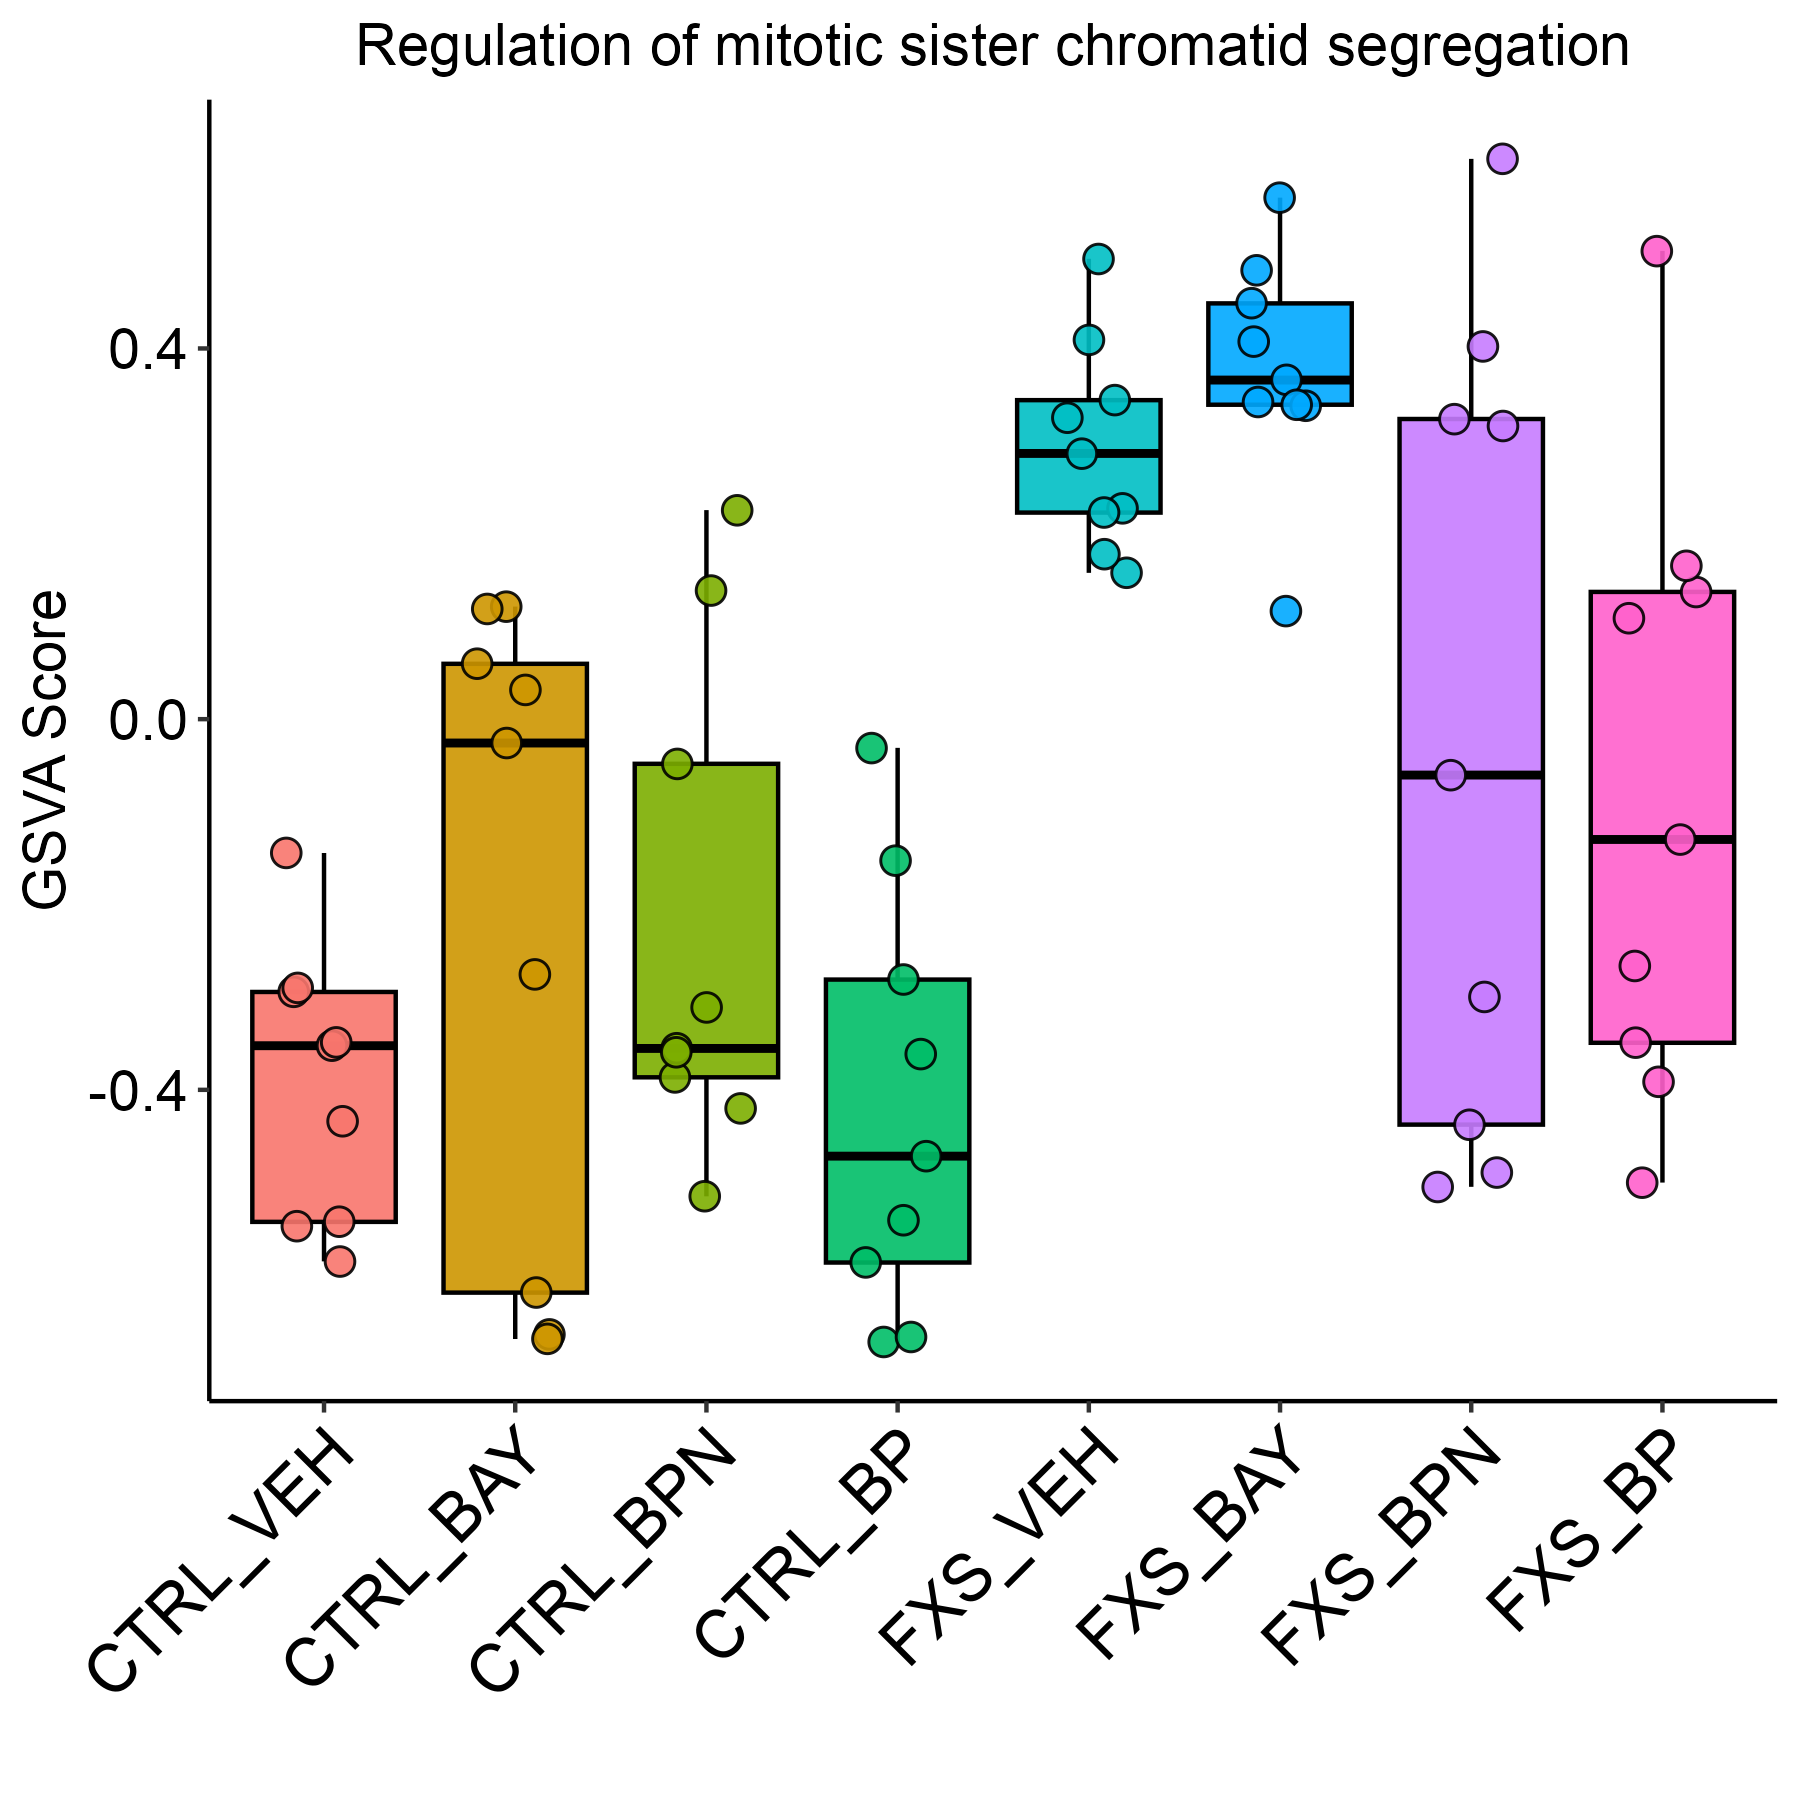 Regulation of mitotic sister chromatid segregation
GSVA Score
0.4
0.0
-0.4
CTRL_VEH
CTRL_BAY
CTRL_BPN
CTRL_BP
FXS_VEH
FXS_BAY
FXS_BPN
FXS_BP